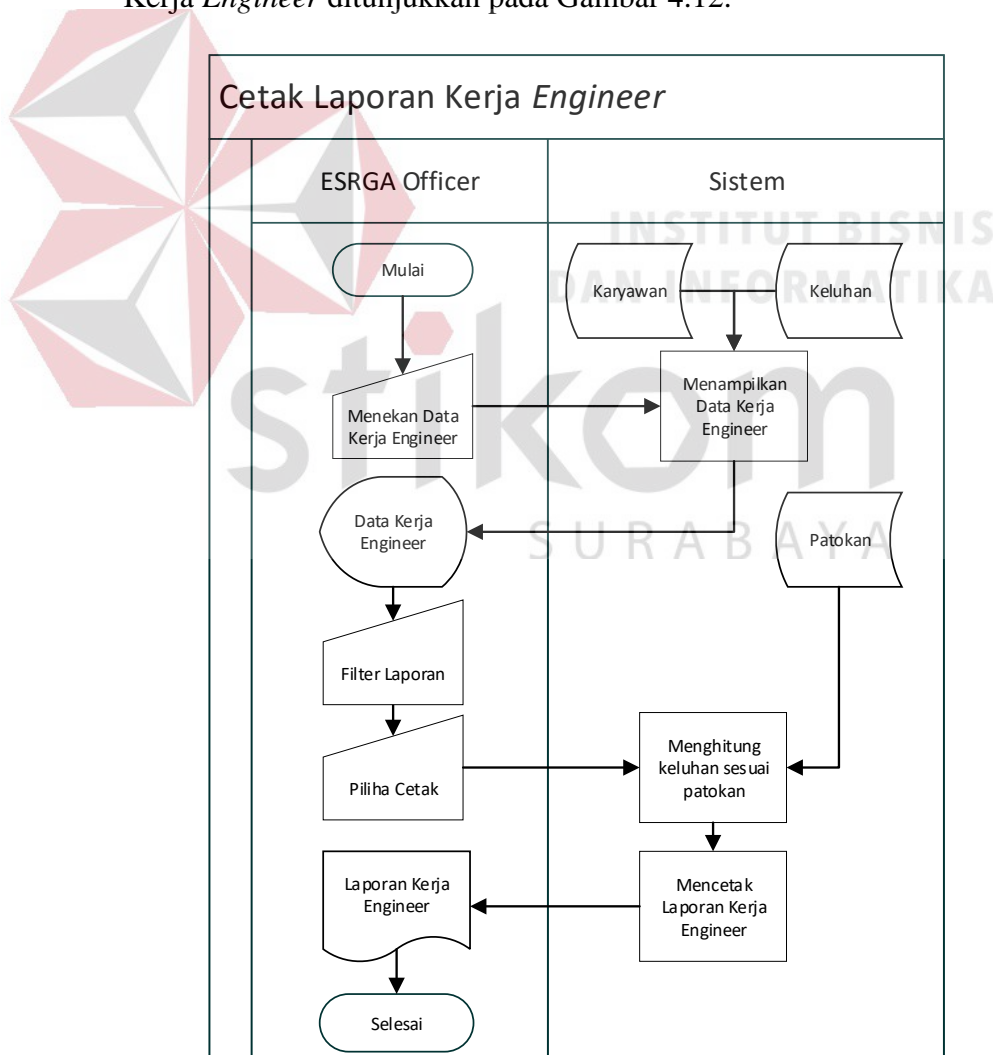 Kerja Engineer ditunjukkan pada Gambar 4.12.
Cetak Laporan Kerja Engineer
ESRGA Officer
Sistem
INSTITUT BISNIS
DAN INFORMATIKA
stikom
SURABAYA
Mulai
Karyawan
Keluhan
Menekan Data
Kerja Engineer
Menampilkan
Data Kerja
Engineer
Data Kerja
Engineer
Patokan
Filter Laporan
Piliha Cetak
Menghitung
keluhan sesuai
patokan
Laporan Kerja
Engineer
Mencetak
Laporan Kerja
Engineer
Selesai